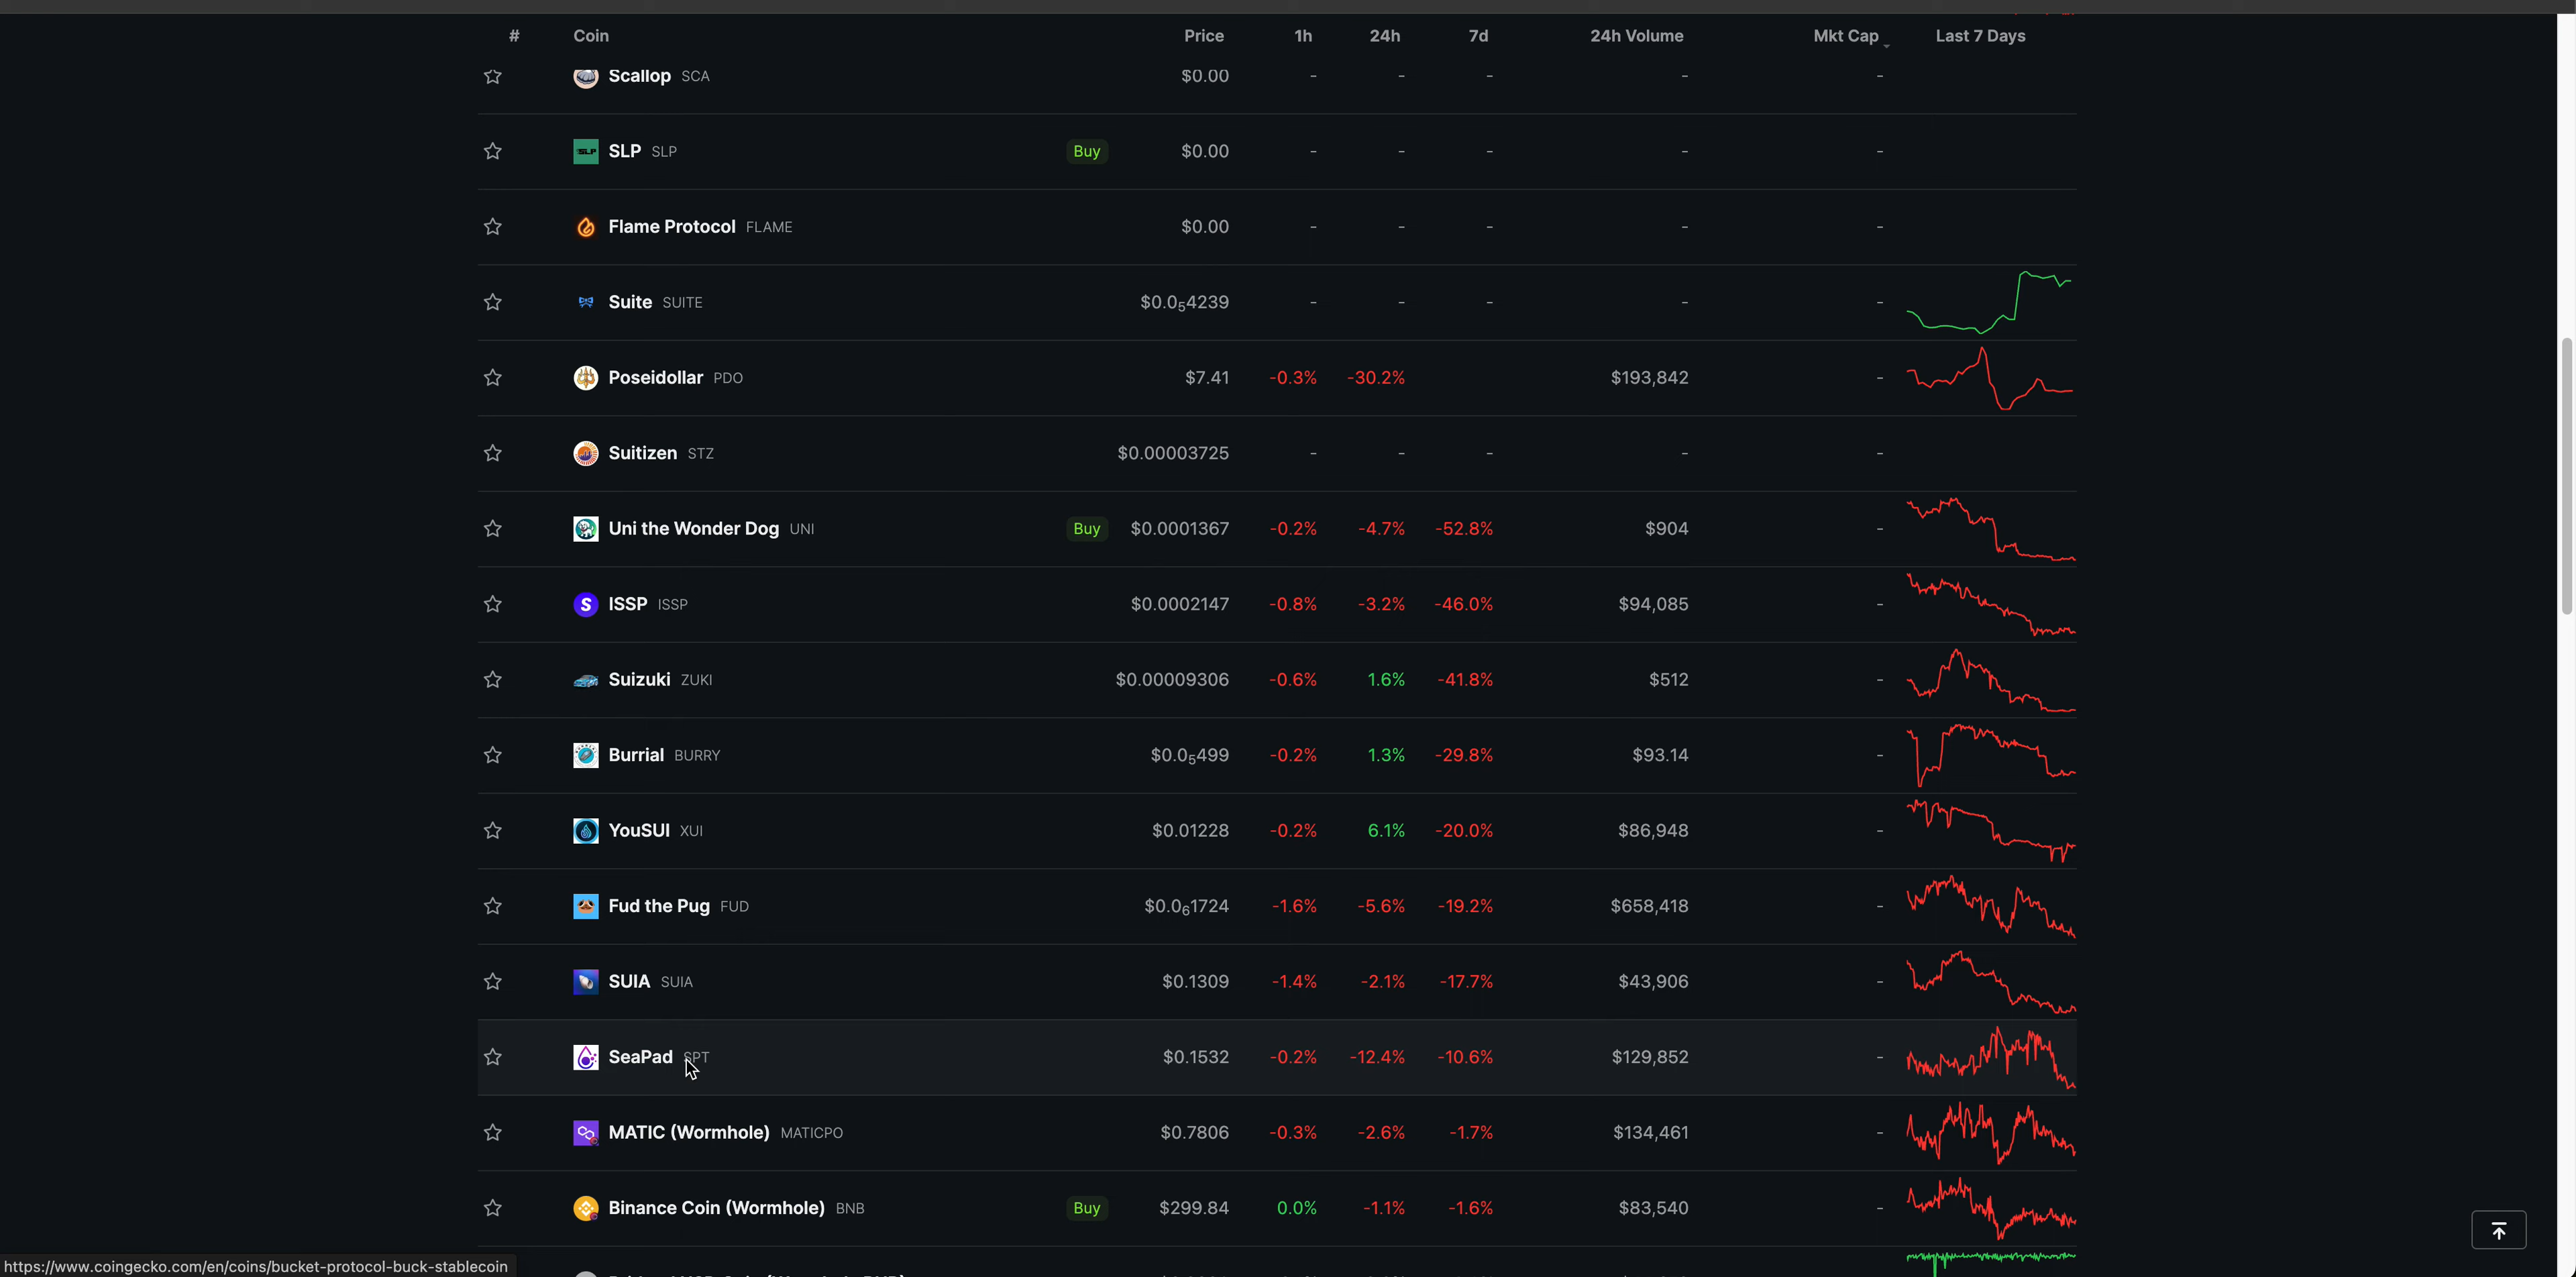 # Coin Price 1h 24h 7d 24h Volume Mkt Cap Last 7 Days
Scallop SCA $0.00 - - - - -
SLP SLP Buy $0.00 - - - - -
Flame Protocol FLAME $0.00 - - - - -
Suite SUITE $0.0₅4239 - - - - -
Poseidollar PDO $7.41 -0.3% -30.2% $193,842 -
Suitizen STZ $0.00003725 - - - - -
Uni the Wonder Dog UNI Buy $0.0001367 -0.2% -4.7% -52.8% $904 -
ISSP ISSP $0.0002147 -0.8% -3.2% -46.0% $94,085 -
Suizuki ZUKI $0.00009306 -0.6% 1.6% -41.8% $512 -
Burrial BURRY $0.0₅499 -0.2% 1.3% -29.8% $93.14 -
YouSUI XUI $0.01228 -0.2% 6.1% -20.0% $86,948 -
Fud the Pug FUD $0.0₆1724 -1.6% -5.6% -19.2% $658,418 -
SUIA SUIA $0.1309 -1.4% -2.1% -17.7% $43,906 -
SeaPad SPT $0.1532 -0.2% -12.4% -10.6% $129,852 -
MATIC (Wormhole) MATICPO $0.7806 -0.3% -2.6% -1.7% $134,461 -
Binance Coin (Wormhole) BNB Buy $299.84 0.0% -1.1% -1.6% $83,540 -
https://www.coingecko.com/en/coins/bucket-protocol-buck-stablecoin